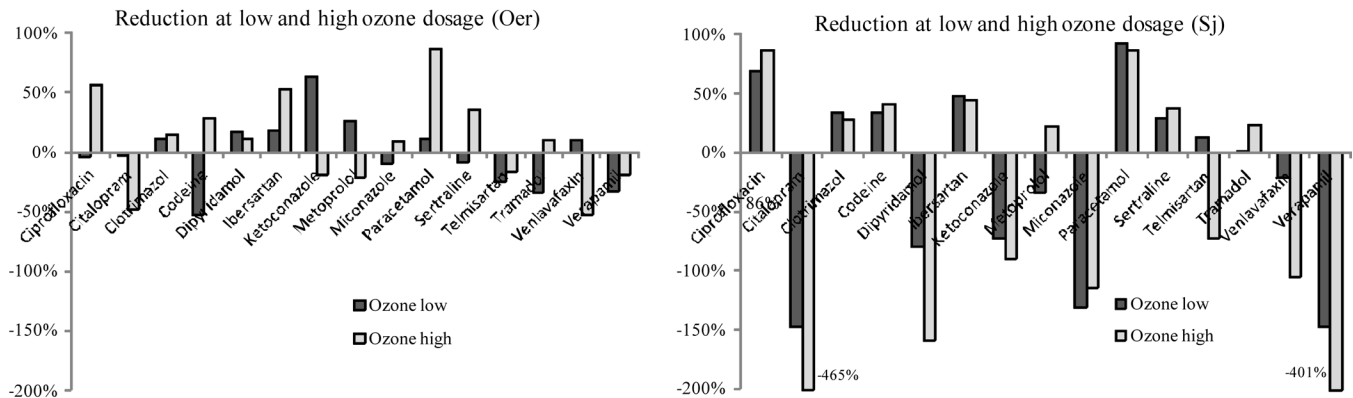 Reduction at low and high ozone dosage (Oer)
100%
50%
0%
-50%
-100%
-150%
-200%
Ciprofloxacin
Citalopram
Clotrimazol
Codeine
Dipyridamol
Ibersartan
Ketoconazole
Metoprolol
Miconazole
Paracetamol
Sertraline
Telmisartan
Tramadol
Venlavafaxin
Verapamil
Ozone low
Ozone high
Reduction at low and high ozone dosage (Sj)
100%
50%
0%
-50%
-100%
-150%
-200%
Ciprofloxacin
Citalopram
Clotrimazol
Codeine
Dipyridamol
Ibersartan
Ketoconazole
Metoprolol
Miconazole
Paracetamol
Sertraline
Telmisartan
Tramadol
Venlavafaxin
Verapamil
86%
-465%
-401%
Ozone low
Ozone high